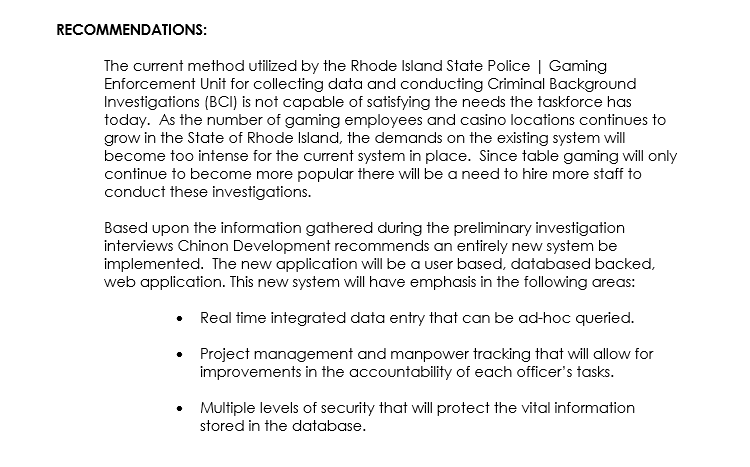 RECOMMENDATIONS:
The current method utilized by the Rhode Island State Police | Gaming
Enforcement Unit for collecting data and conducting Criminal Background
Investigations (BCI) is not capable of satisfying the needs the taskforce has
today.  As the number of gaming employees and casino locations continues to
grow in the State of Rhode Island, the demands on the existing system will
become too intense for the current system in place.  Since table gaming will only
continue to become more popular there will be a need to hire more staff to
conduct these investigations.
Based upon the information gathered during the preliminary investigation
interviews Chinon Development recommends an entirely new system be
implemented.  The new application will be a user based, databased backed,
web application. This new system will have emphasis in the following areas:
• Real time integrated data entry that can be ad-hoc queried.
• Project management and manpower tracking that will allow for
improvements in the accountability of each officer's tasks.
• Multiple levels of security that will protect the vital information
stored in the database.